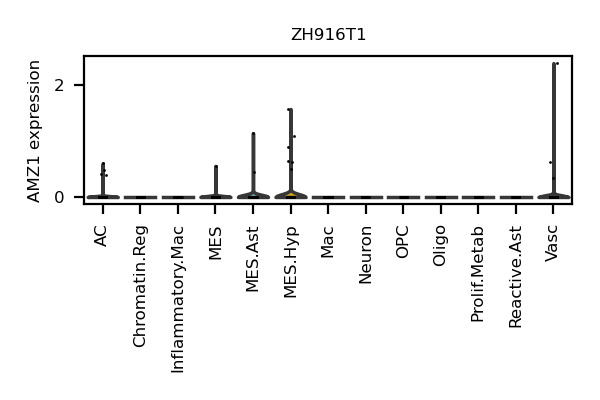 ZH916T1
AMZ1 expression
2
0
AC
Chromatin.Reg
Inflammatory.Mac
MES
MES.Ast
MES.Hyp
Mac
Neuron
OPC
Oligo
Prolif.Metab
Reactive.Ast
Vasc